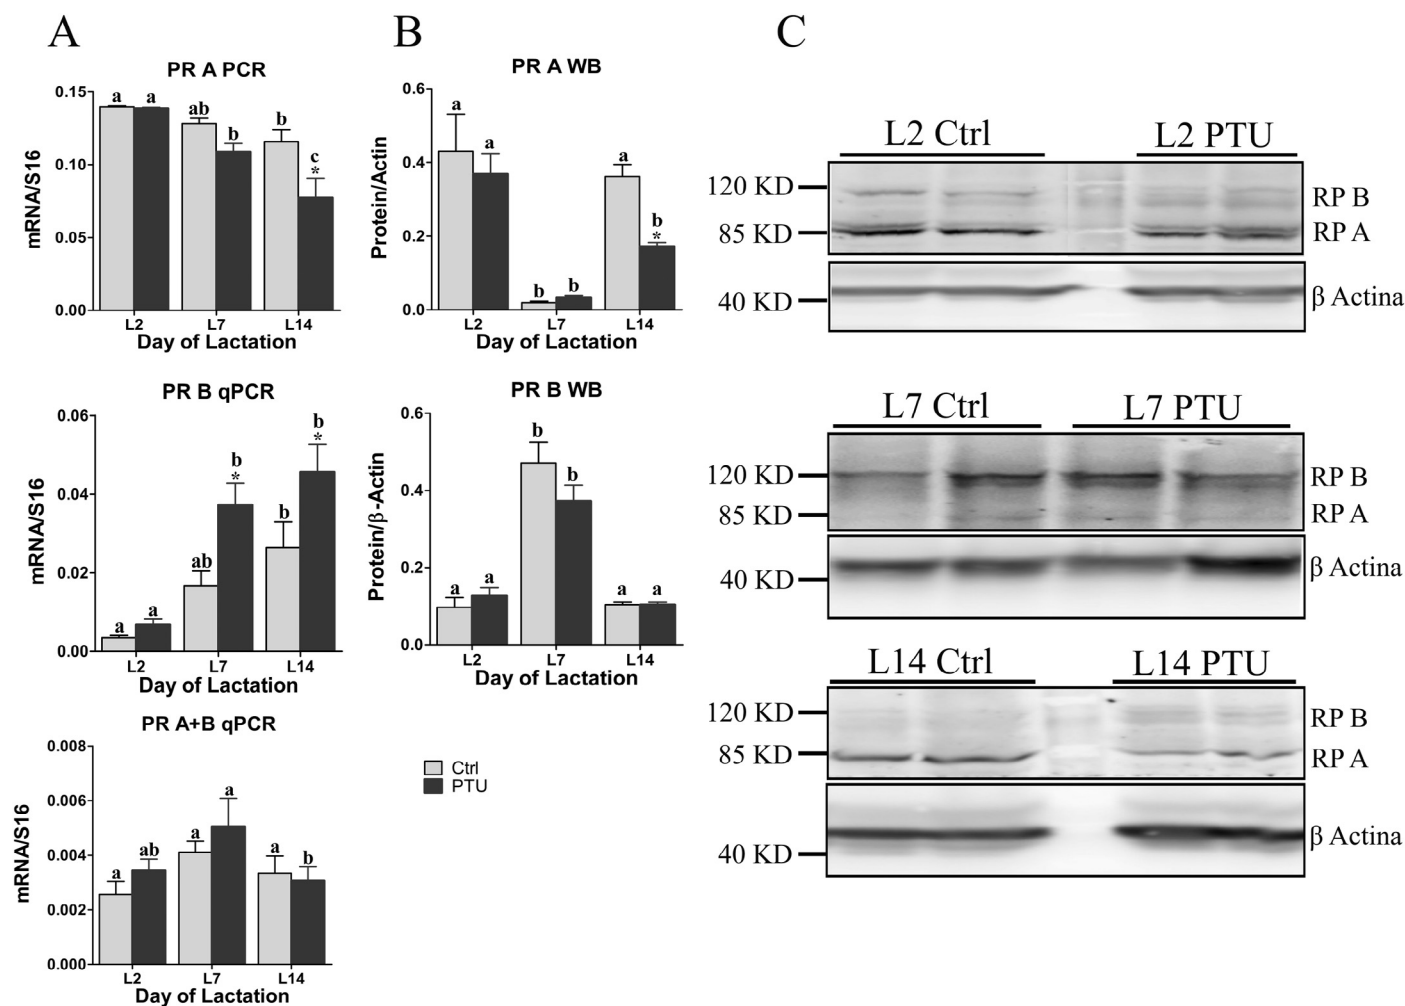 A
PR A PCR
mRNA/S16
0.15
0.10
0.05
0.00
a a ab b b c
*
L2 L7 L14
Day of Lactation
PR B qPCR
mRNA/S16
0.06
0.04
0.02
0.00
a a ab b b b
* *
L2 L7 L14
Day of Lactation
PR A+B qPCR
mRNA/S16
0.008
0.006
0.004
0.002
0.000
a ab a a a b
L2 L7 L14
Day of Lactation
B
PR A WB
Protein/Actin
0.6
0.4
0.2
0.0
a a b b a b
*
L2 L7 L14
Day of Lactation
PR B WB
Protein/β-Actin
0.6
0.4
0.2
0.0
a a b b a a
L2 L7 L14
Day of Lactation
Ctrl
PTU
C
L2 Ctrl L2 PTU
120 KD RP B
85 KD RP A
40 KD β Actina
L7 Ctrl L7 PTU
120 KD RP B
85 KD RP A
40 KD β Actina
L14 Ctrl L14 PTU
120 KD RP B
85 KD RP A
40 KD β Actina